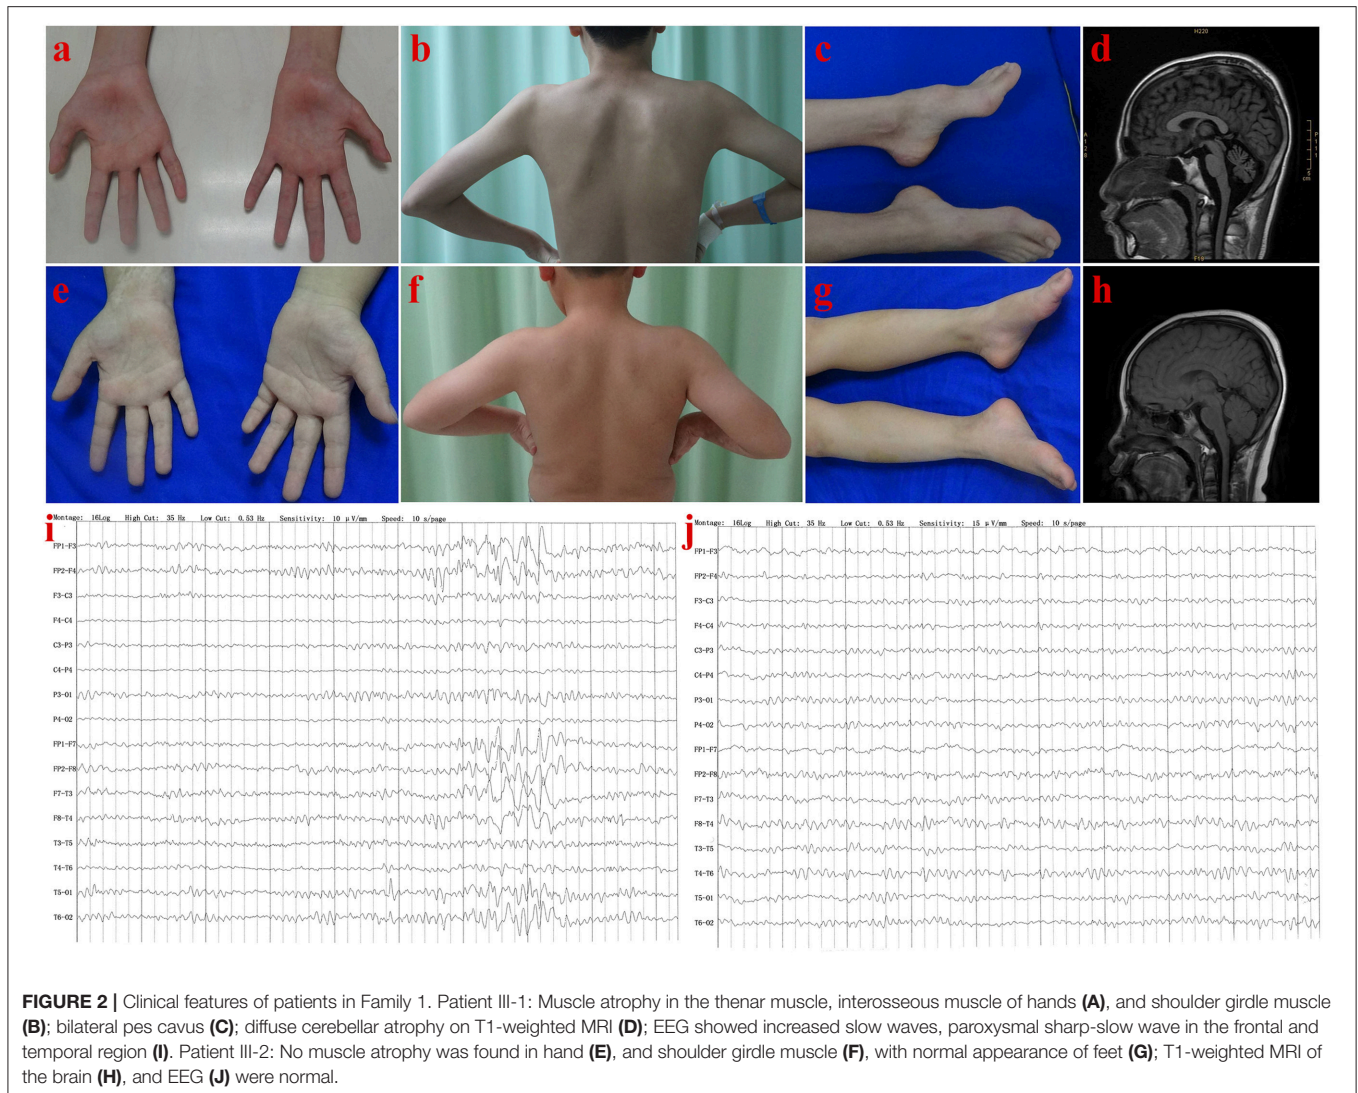 a
b
c
d
H220
A
1
2
8
P
1
1
1
5
cm
e
f
g
h
i
Montage: 16Log High Cut: 35 Hz Low Cut: 0.53 Hz Sensitivity: 10 μV/mm Speed: 10 s/page
FP1-F3
FP2-F4
F3-C3
F4-C4
C3-P3
C4-P4
P3-O1
P4-O2
FP1-F7
FP2-F8
F7-T3
F8-T4
T3-T5
T4-T6
T5-O1
T6-O2
j
Montage: 16Log High Cut: 35 Hz Low Cut: 0.53 Hz Sensitivity: 15 μV/mm Speed: 10 s/page
FP1-F3
FP2-F4
F3-C3
F4-C4
C3-P3
C4-P4
P3-O1
P4-O2
FP1-F7
FP2-F8
F7-T3
F8-T4
T3-T5
T4-T6
T5-O1
T6-O2
FIGURE 2 | Clinical features of patients in Family 1. Patient III-1: Muscle atrophy in the thenar muscle, interosseous muscle of hands (A), and shoulder girdle muscle
(B); bilateral pes cavus (C); diffuse cerebellar atrophy on T1-weighted MRI (D); EEG showed increased slow waves, paroxysmal sharp-slow wave in the frontal and
temporal region (I). Patient III-2: No muscle atrophy was found in hand (E), and shoulder girdle muscle (F), with normal appearance of feet (G); T1-weighted MRI of
the brain (H), and EEG (J) were normal.